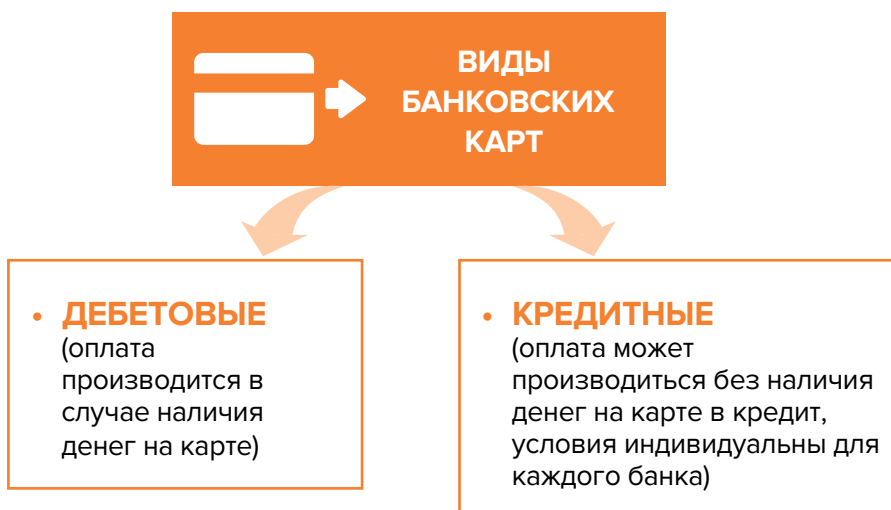 ВИДЫ
БАНКОВСКИХ
КАРТ
• ДЕБЕТОВЫЕ
(оплата
производится в
случае наличия
денег на карте)
• КРЕДИТНЫЕ
(оплата может
производиться без наличия
денег на карте в кредит,
условия индивидуальны для
каждого банка)